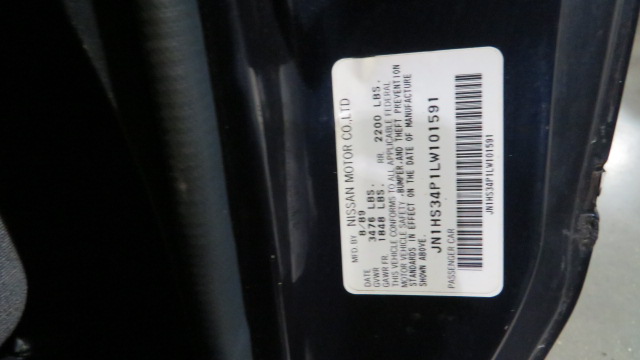 MFD. BY NISSAN MOTOR CO., LTD
DATE 8/89
GVWR 3476 LBS.
GAWR FR. 1848 LBS. RR. 2200 LBS.
THIS VEHICLE CONFORMS TO ALL APPLICABLE FEDERAL
MOTOR VEHICLE SAFETY, BUMPER, AND THEFT PREVENTION
STANDARDS IN EFFECT ON THE DATE OF MANUFACTURE
SHOWN ABOVE.
JN1HS34P1LW101591
PASSENGER CAR
JN1HS34P1LW101591